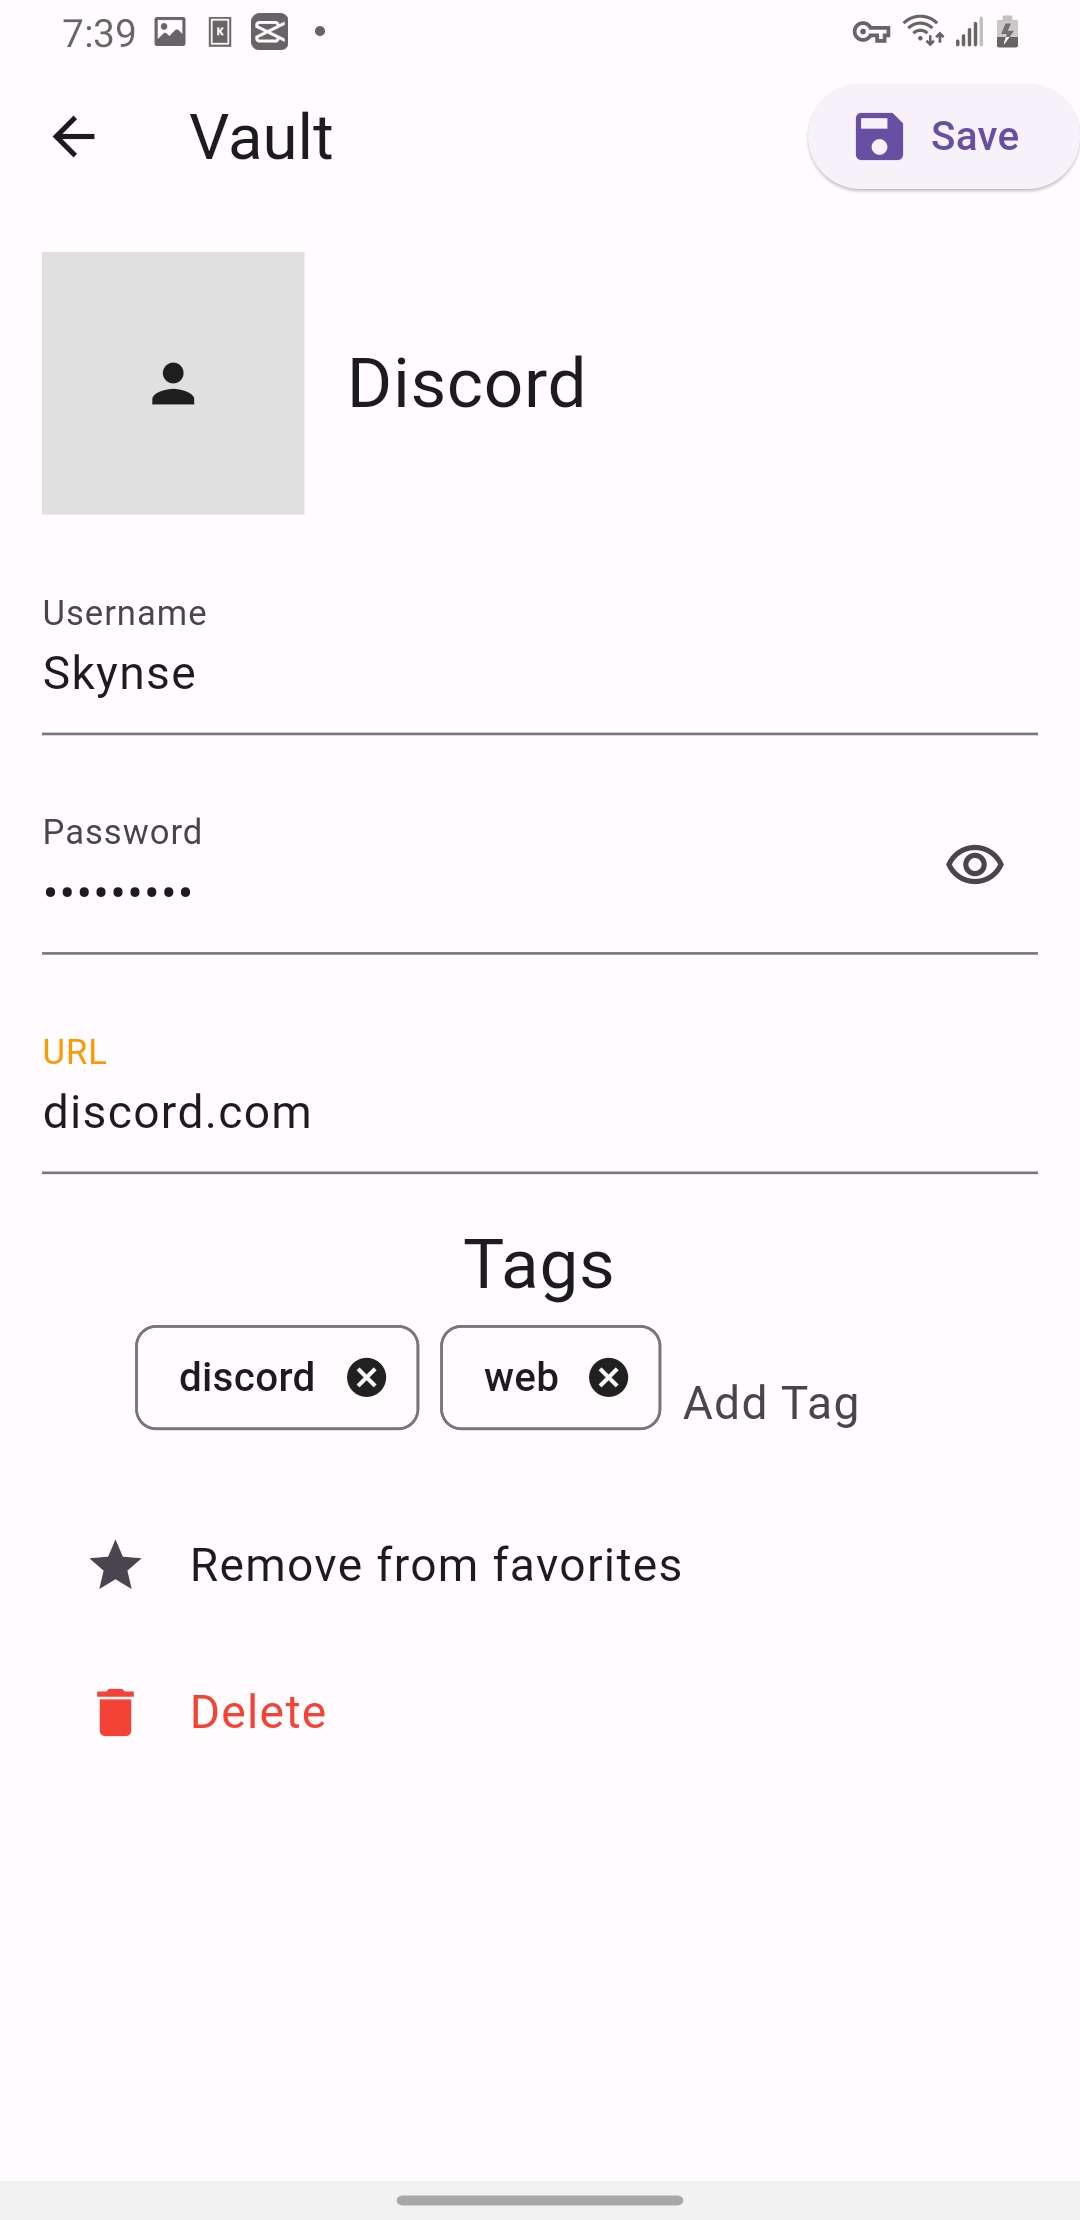 7:39
Vault
Save
Discord
Username
Skynse
Password
•••••••••
URL
discord.com
Tags
discord
web
Add Tag
Remove from favorites
Delete